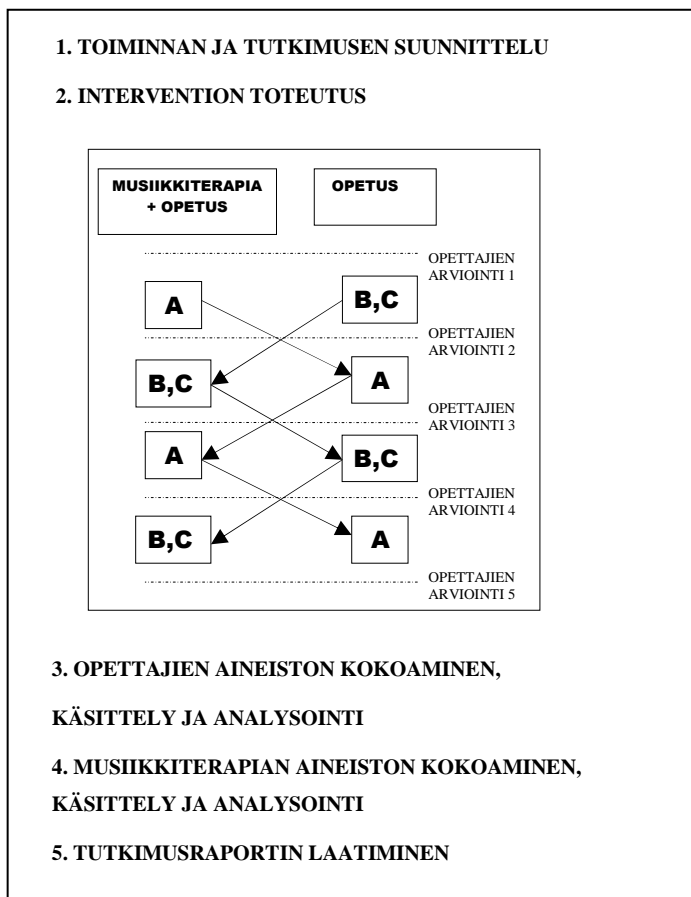 1. TOIMINNAN JA TUTKIMUSEN SUUNNITTELU
2. INTERVENTION TOTEUTUS
MUSIIKKITERAPIA
+ OPETUS
OPETUS
OPETTAJIEN
ARVIOINTI 1
A
B,C
OPETTAJIEN
ARVIOINTI 2
B,C
A
OPETTAJIEN
ARVIOINTI 3
A
B,C
OPETTAJIEN
ARVIOINTI 4
B,C
A
OPETTAJIEN
ARVIOINTI 5
3. OPETTAJIEN AINEISTON KOKOAMINEN,
KÄSITTELY JA ANALYSOINTI
4. MUSIIKKITERAPIAN AINEISTON KOKOAMINEN,
KÄSITTELY JA ANALYSOINTI
5. TUTKIMUSRAPORTIN LAATIMINEN